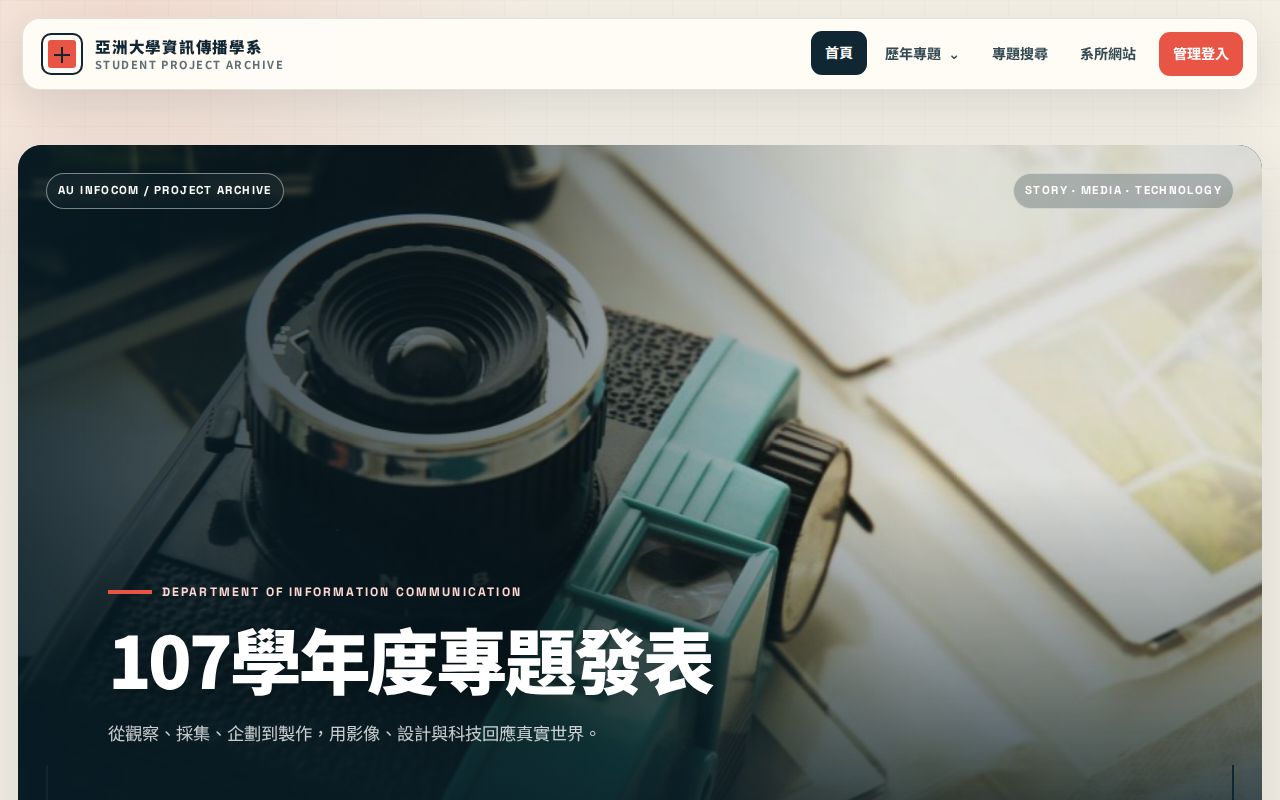 亞洲大學資訊傳播學系
STUDENT PROJECT ARCHIVE
首頁
歷年專題
專題搜尋
系所網站
管理登入
AU INFOCOM / PROJECT ARCHIVE
STORY · MEDIA · TECHNOLOGY
DEPARTMENT OF INFORMATION COMMUNICATION
107學年度專題發表
從觀察、採集、企劃到製作，用影像、設計與科技回應真實世界。